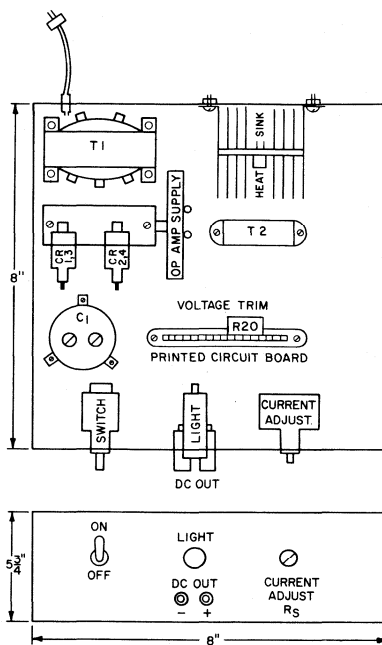 T1
HEAT SINK
OP AMP SUPPLY
T2
CR
1,3
CR
2,4
8"
C1
VOLTAGE TRIM
R20
PRINTED CIRCUIT BOARD
SWITCH
LIGHT
CURRENT
ADJUST.
DC OUT
5 3/4"
ON
OFF
LIGHT
DC OUT
- +
CURRENT
ADJUST
RS
8"